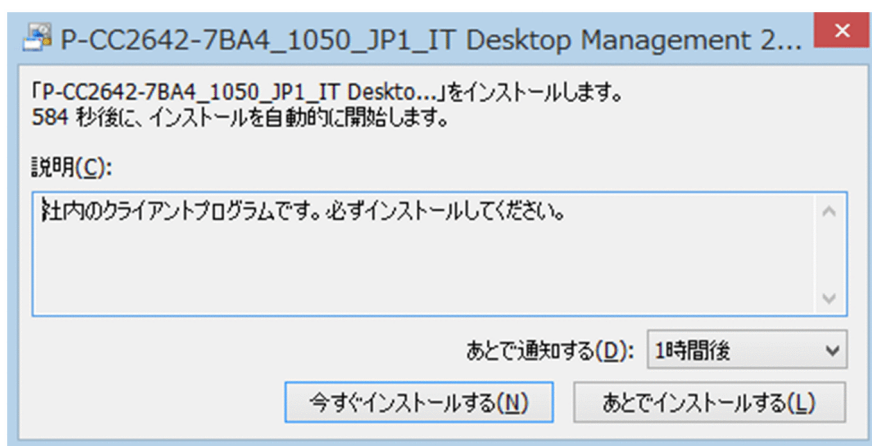 P-CC2642-7BA4_1050_JP1_IT Desktop Management 2...
「P-CC2642-7BA4_1050_JP1_IT Deskto...」をインストールします。
584 秒後に、インストールを自動的に開始します。
説明(C):
社内のクライアントプログラムです。必ずインストールしてください。
あとで通知する(D): 1時間後
今すぐインストールする(N) あとでインストールする(L)